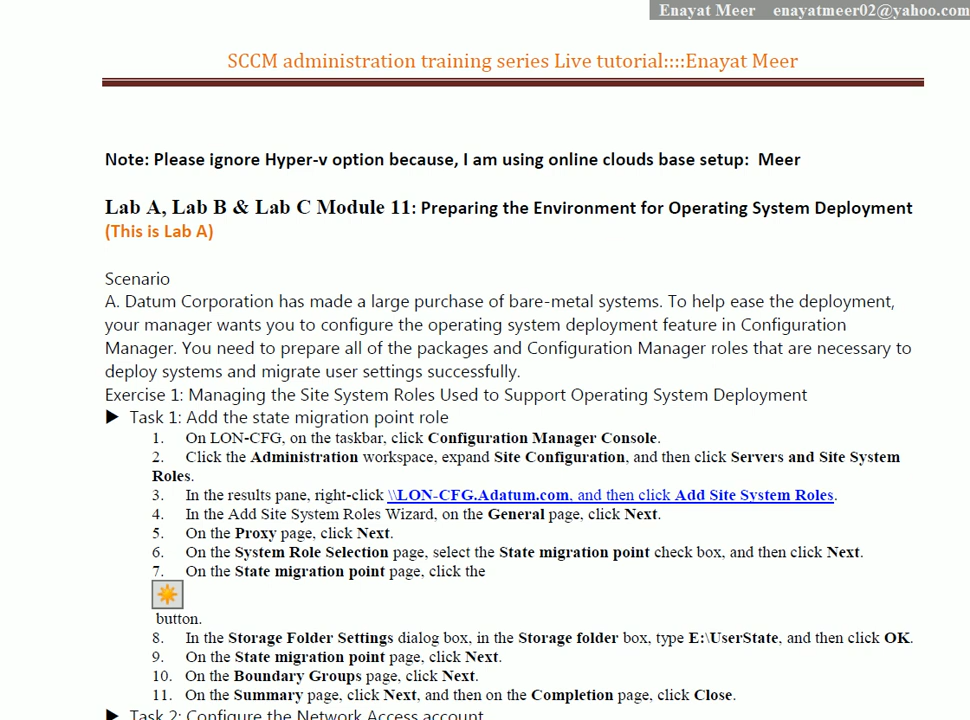 Enayat Meer enayatmeer02@yahoo.com
SCCM administration training series Live tutorial::::Enayat Meer
Note: Please ignore Hyper-v option because, I am using online clouds base setup: Meer
Lab A, Lab B & Lab C Module 11: Preparing the Environment for Operating System Deployment
(This is Lab A)
Scenario
A. Datum Corporation has made a large purchase of bare-metal systems. To help ease the deployment,
your manager wants you to configure the operating system deployment feature in Configuration
Manager. You need to prepare all of the packages and Configuration Manager roles that are necessary to
deploy systems and migrate user settings successfully.
Exercise 1: Managing the Site System Roles Used to Support Operating System Deployment
▶ Task 1: Add the state migration point role
1. On LON-CFG, on the taskbar, click Configuration Manager Console.
2. Click the Administration workspace, expand Site Configuration, and then click Servers and Site System
Roles.
3. In the results pane, right-click \\LON-CFG.Adatum.com, and then click Add Site System Roles.
4. In the Add Site System Roles Wizard, on the General page, click Next.
5. On the Proxy page, click Next.
6. On the System Role Selection page, select the State migration point check box, and then click Next.
7. On the State migration point page, click the
button.
8. In the Storage Folder Settings dialog box, in the Storage folder box, type E:\UserState, and then click OK.
9. On the State migration point page, click Next.
10. On the Boundary Groups page, click Next.
11. On the Summary page, click Next, and then on the Completion page, click Close.
▶ Task 2: Configure the Network Access account